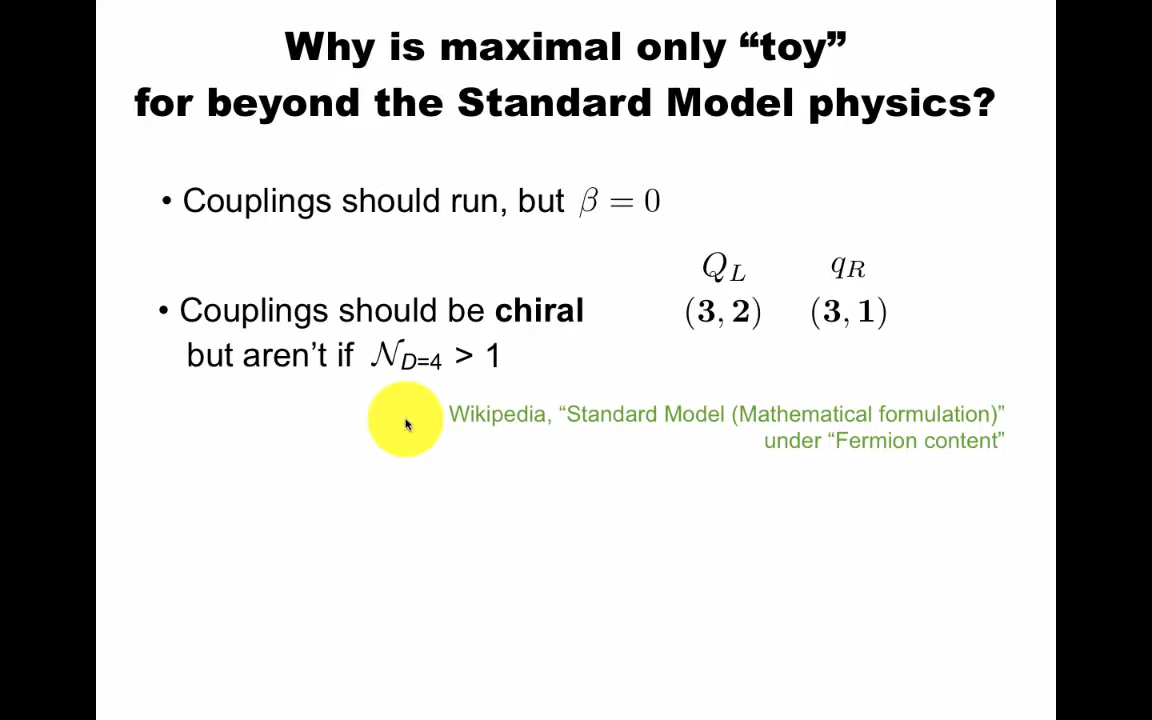 Why is maximal only “toy”
for beyond the Standard Model physics?
• Couplings should run, but β = 0
Q_L q_R
• Couplings should be chiral (3, 2) (3, 1)
but aren’t if 𝒩_{D=4} > 1
Wikipedia, “Standard Model (Mathematical formulation)”
under “Fermion content”